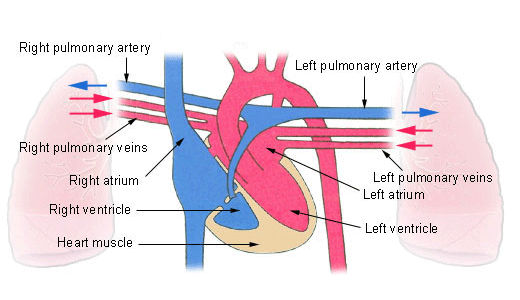 Right pulmonary artery
Left pulmonary artery
Right pulmonary veins
Right atrium
Left pulmonary veins
Left atrium
Right ventricle
Left ventricle
Heart muscle